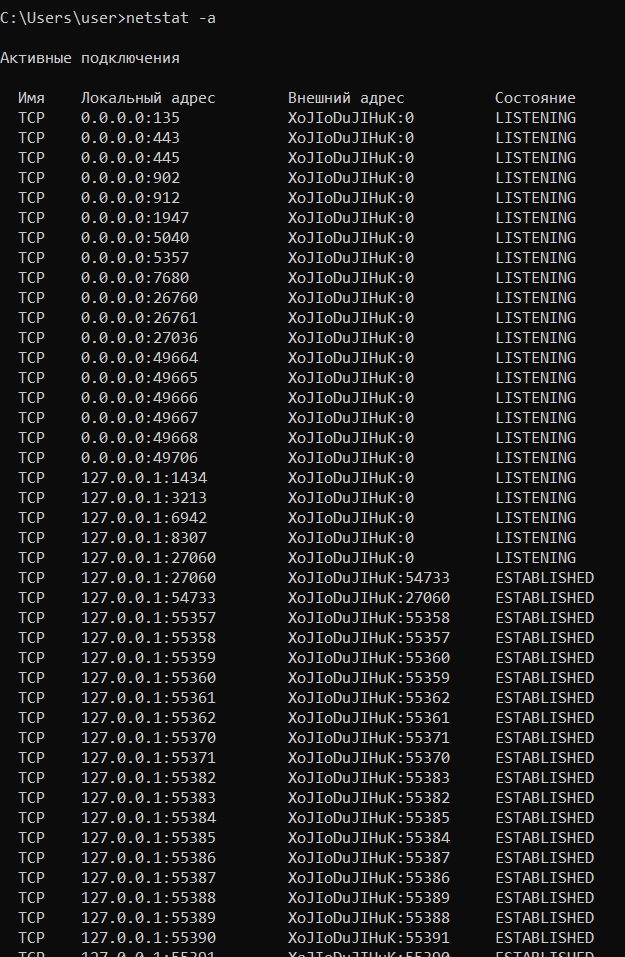 C:\Users\user>netstat -a
Активные подключения
Имя Локальный адрес Внешний адрес Состояние
TCP 0.0.0.0:135 XoJIoDuJIHuK:0 LISTENING
TCP 0.0.0.0:443 XoJIoDuJIHuK:0 LISTENING
TCP 0.0.0.0:445 XoJIoDuJIHuK:0 LISTENING
TCP 0.0.0.0:902 XoJIoDuJIHuK:0 LISTENING
TCP 0.0.0.0:912 XoJIoDuJIHuK:0 LISTENING
TCP 0.0.0.0:1947 XoJIoDuJIHuK:0 LISTENING
TCP 0.0.0.0:5040 XoJIoDuJIHuK:0 LISTENING
TCP 0.0.0.0:5357 XoJIoDuJIHuK:0 LISTENING
TCP 0.0.0.0:7680 XoJIoDuJIHuK:0 LISTENING
TCP 0.0.0.0:26760 XoJIoDuJIHuK:0 LISTENING
TCP 0.0.0.0:26761 XoJIoDuJIHuK:0 LISTENING
TCP 0.0.0.0:27036 XoJIoDuJIHuK:0 LISTENING
TCP 0.0.0.0:49664 XoJIoDuJIHuK:0 LISTENING
TCP 0.0.0.0:49665 XoJIoDuJIHuK:0 LISTENING
TCP 0.0.0.0:49666 XoJIoDuJIHuK:0 LISTENING
TCP 0.0.0.0:49667 XoJIoDuJIHuK:0 LISTENING
TCP 0.0.0.0:49668 XoJIoDuJIHuK:0 LISTENING
TCP 0.0.0.0:49706 XoJIoDuJIHuK:0 LISTENING
TCP 127.0.0.1:1434 XoJIoDuJIHuK:0 LISTENING
TCP 127.0.0.1:3213 XoJIoDuJIHuK:0 LISTENING
TCP 127.0.0.1:6942 XoJIoDuJIHuK:0 LISTENING
TCP 127.0.0.1:8307 XoJIoDuJIHuK:0 LISTENING
TCP 127.0.0.1:27060 XoJIoDuJIHuK:0 LISTENING
TCP 127.0.0.1:27060 XoJIoDuJIHuK:54733 ESTABLISHED
TCP 127.0.0.1:54733 XoJIoDuJIHuK:27060 ESTABLISHED
TCP 127.0.0.1:55357 XoJIoDuJIHuK:55358 ESTABLISHED
TCP 127.0.0.1:55358 XoJIoDuJIHuK:55357 ESTABLISHED
TCP 127.0.0.1:55359 XoJIoDuJIHuK:55360 ESTABLISHED
TCP 127.0.0.1:55360 XoJIoDuJIHuK:55359 ESTABLISHED
TCP 127.0.0.1:55361 XoJIoDuJIHuK:55362 ESTABLISHED
TCP 127.0.0.1:55362 XoJIoDuJIHuK:55361 ESTABLISHED
TCP 127.0.0.1:55370 XoJIoDuJIHuK:55371 ESTABLISHED
TCP 127.0.0.1:55371 XoJIoDuJIHuK:55370 ESTABLISHED
TCP 127.0.0.1:55382 XoJIoDuJIHuK:55383 ESTABLISHED
TCP 127.0.0.1:55383 XoJIoDuJIHuK:55382 ESTABLISHED
TCP 127.0.0.1:55384 XoJIoDuJIHuK:55385 ESTABLISHED
TCP 127.0.0.1:55385 XoJIoDuJIHuK:55384 ESTABLISHED
TCP 127.0.0.1:55386 XoJIoDuJIHuK:55387 ESTABLISHED
TCP 127.0.0.1:55387 XoJIoDuJIHuK:55386 ESTABLISHED
TCP 127.0.0.1:55388 XoJIoDuJIHuK:55389 ESTABLISHED
TCP 127.0.0.1:55389 XoJIoDuJIHuK:55388 ESTABLISHED
TCP 127.0.0.1:55390 XoJIoDuJIHuK:55391 ESTABLISHED